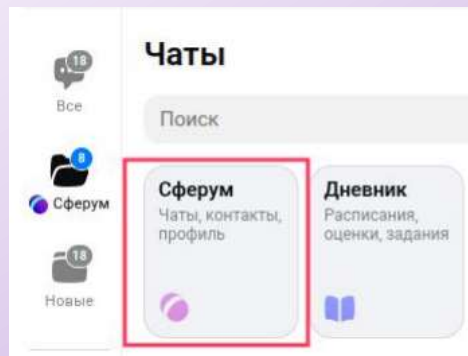 18
Все
8
Сферум
18
Новые
Чаты
Поиск
Сферум
Чаты, контакты,
профиль
Дневник
Расписания,
оценки, задания